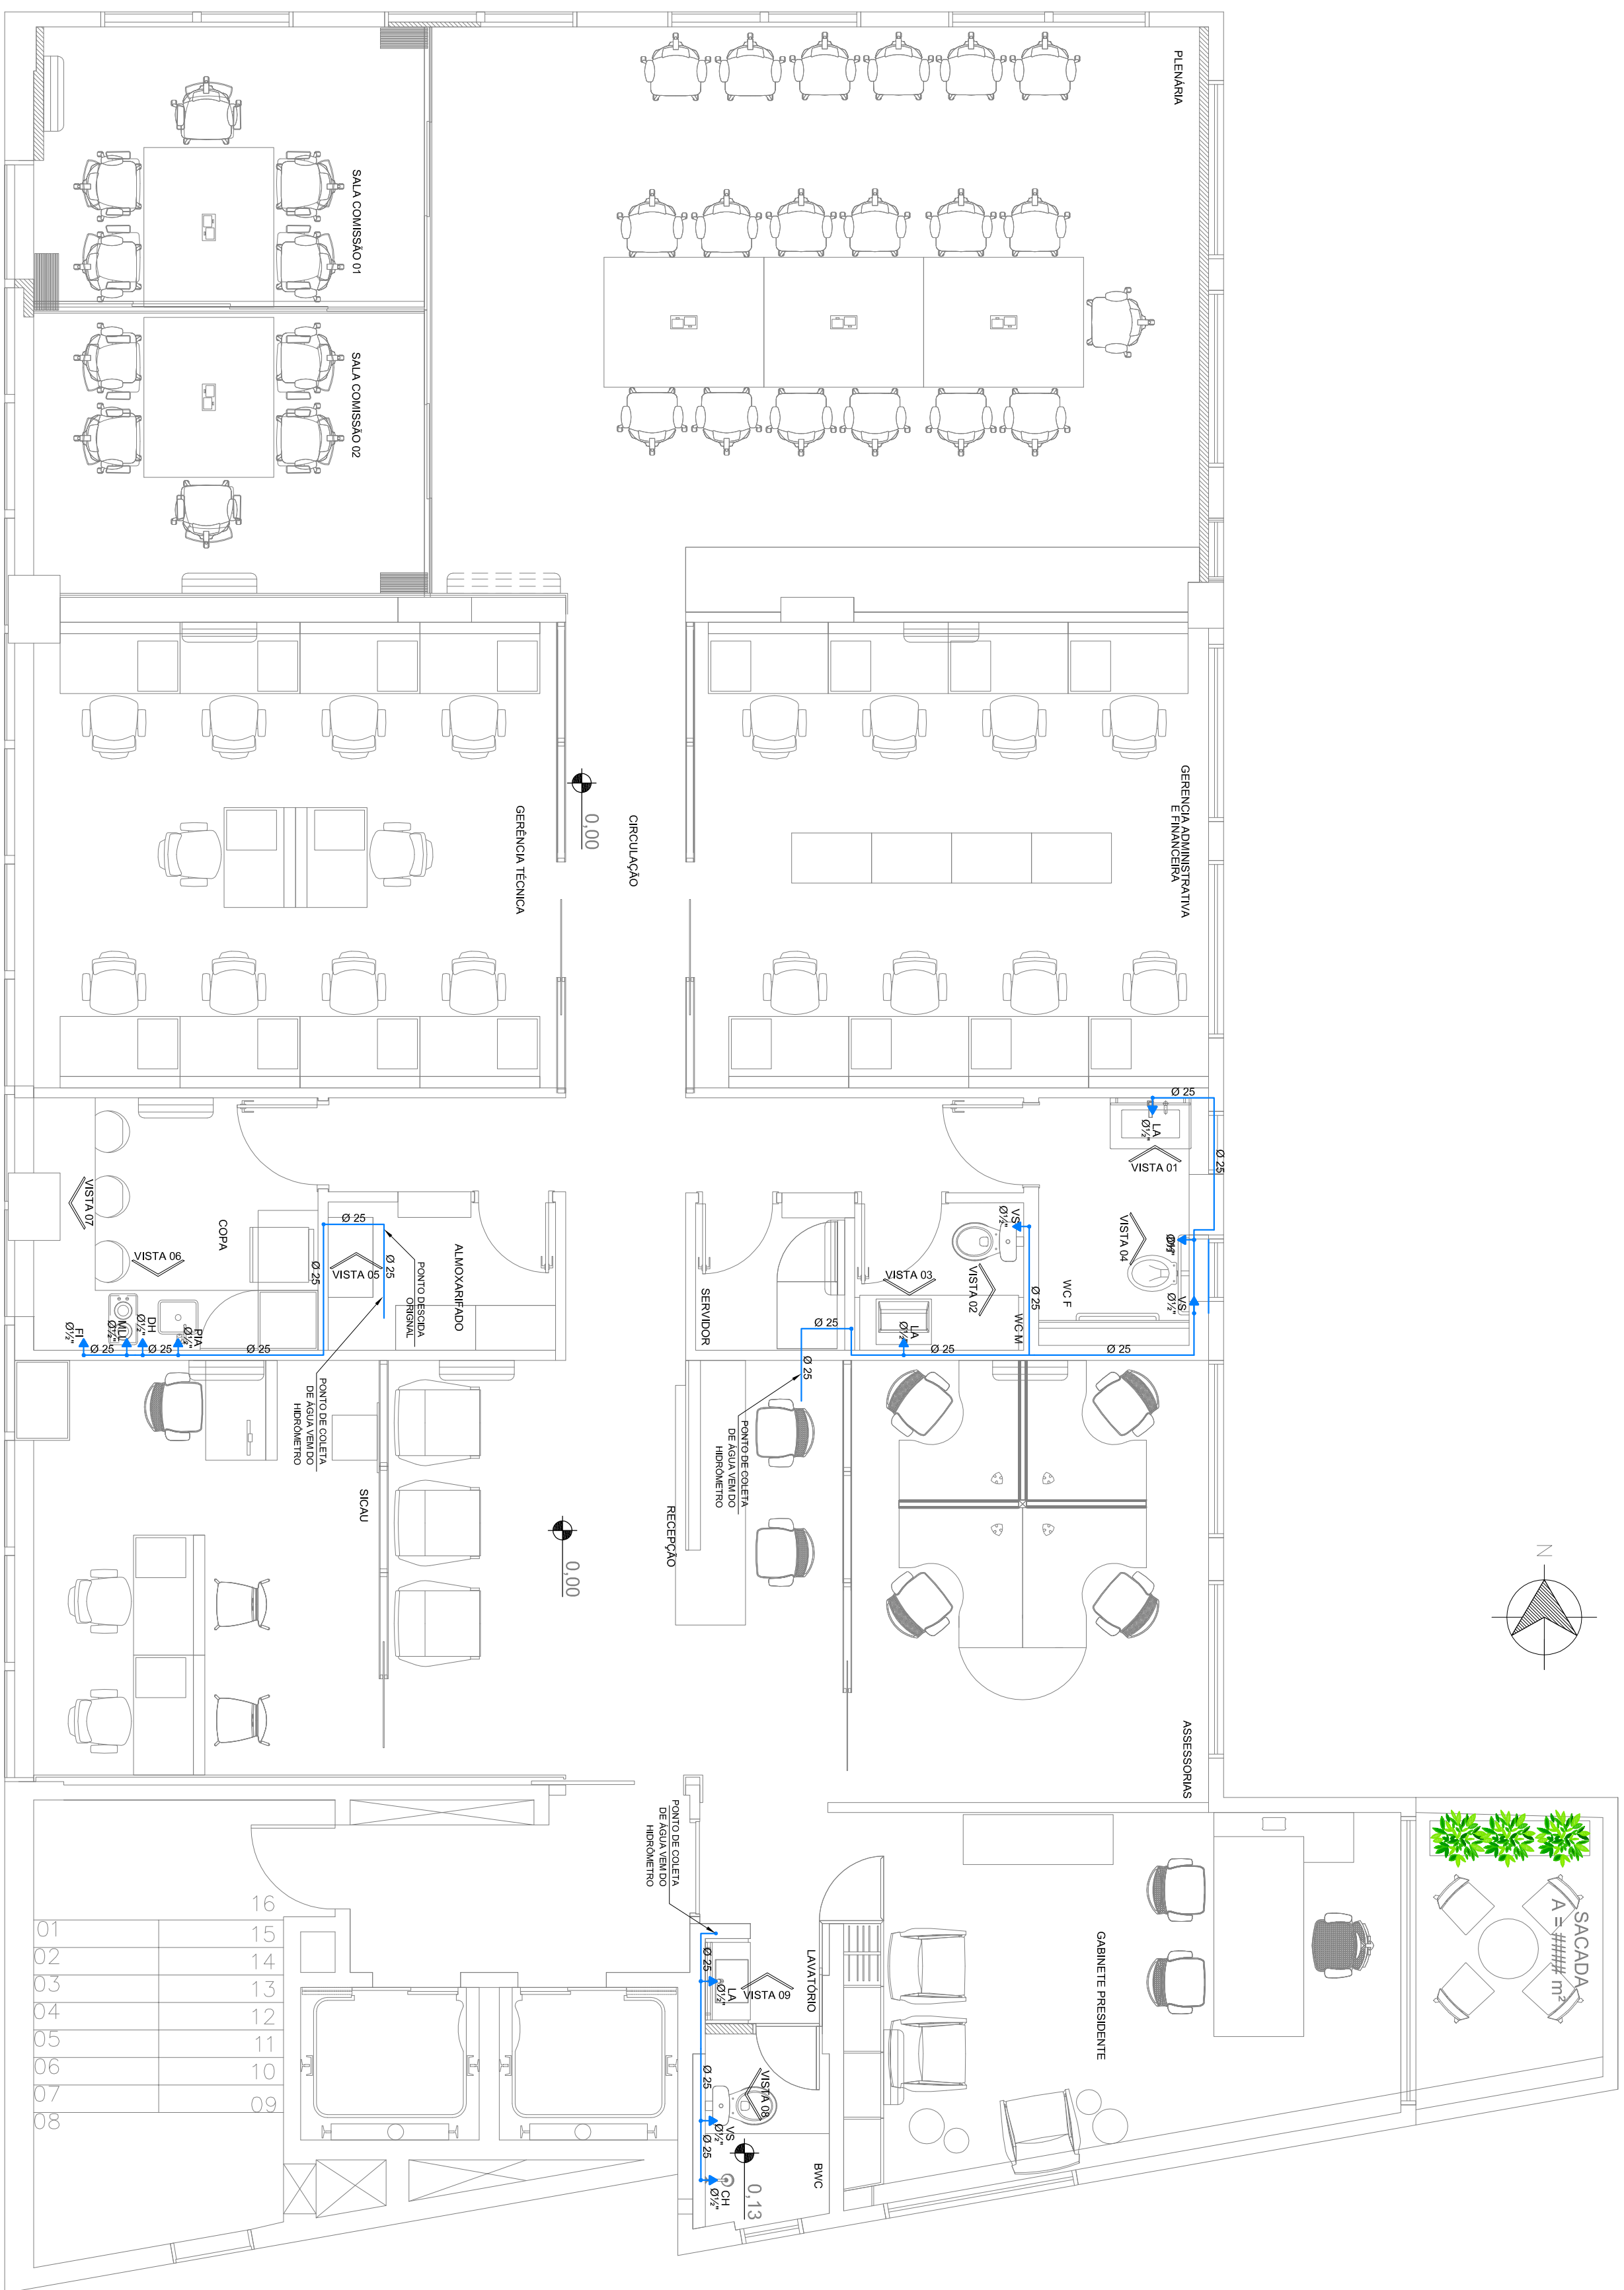 PLENÁRIA
SALA COMISSÃO 01
SALA COMISSÃO 02
GERENCIA ADMINISTRATIVA
E FINANCEIRA
GERÊNCIA TÉCNICA
CIRCULAÇÃO
0,00
Ø 25
LA
Ø½"
VISTA 01
Ø 25
VISTA 04
VS
Ø½"
WC F
VS
Ø½"
VISTA 02
VISTA 03
WC M
LA
Ø½"
Ø 25
Ø 25
Ø 25
Ø 25
Ø 25
SERVIDOR
PONTO DE COLETA
DE ÁGUA VEM DO
HIDRÔMETRO
VISTA 07
VISTA 06
COPA
Ø 25
Ø 25
VISTA 05
Ø 25
PONTO DESCIDA
ORIGNAL
ALMOXARIFADO
FI
Ø½"
MLL
Ø½"
DH
Ø½"
PIA
Ø½"
Ø 25
Ø 25
Ø 25
PONTO DE COLETA
DE ÁGUA VEM DO
HIDRÔMETRO
SICAU
0,00
RECEPÇÃO
ASSESSORIAS
N
PONTO DE COLETA
DE ÁGUA VEM DO
HIDRÔMETRO
LAVATÓRIO
Ø 25
LA
Ø½"
VISTA 09
Ø 25
VISTA 08
VS
Ø½"
Ø 25
CH
Ø½"
0,13
BWC
GABINETE PRESIDENTE
SACADA
A = ##### m²
16
01
15
02
14
03
13
04
12
05
11
06
10
07
09
08